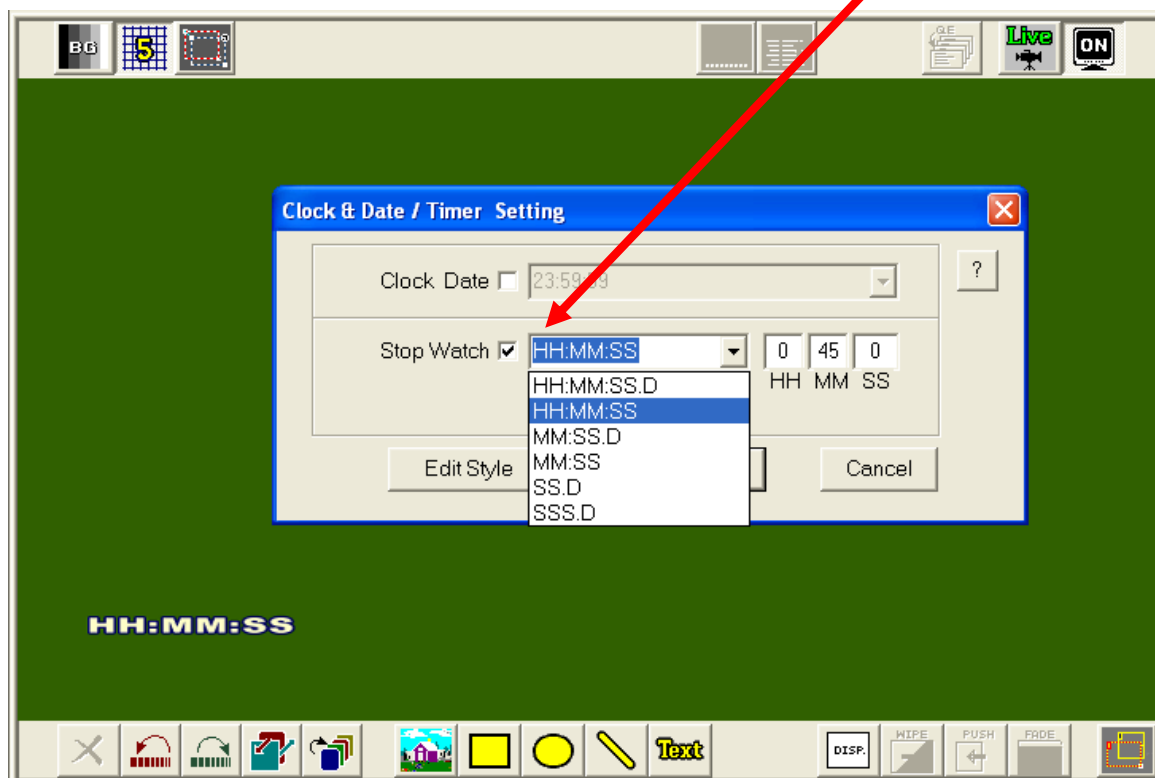 BG
5
QE
Live
ON
Clock & Date / Timer Setting
Clock Date 23:59:59
?
Stop Watch HH:MM:SS 0 45 0
HH MM SS
HH:MM:SS.D
HH:MM:SS
MM:SS.D
MM:SS
SS.D
SSS.D
Edit Style
Cancel
HH:MM:SS
Text
DISP.
WIPE
PUSH
FADE